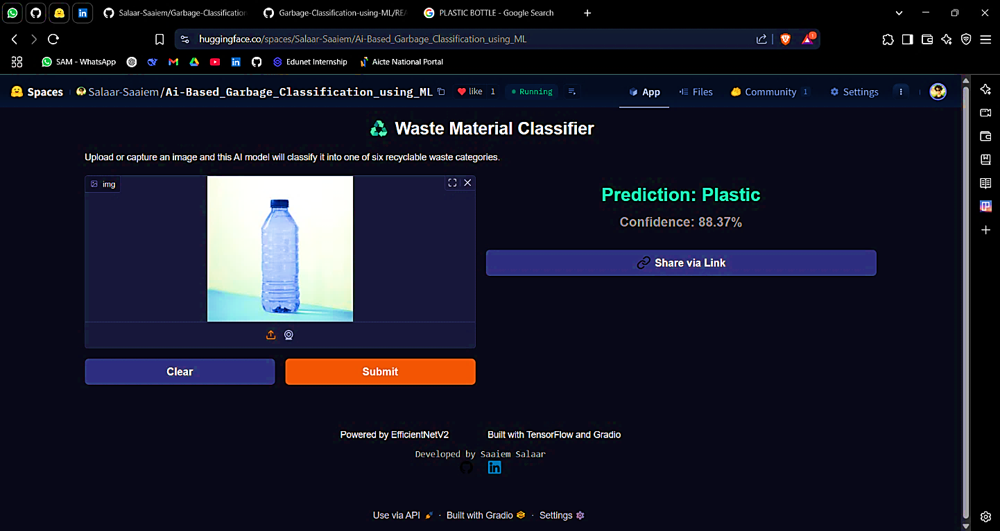 Salaar-Saaiem/Garbage-Classification
Garbage-Classification-using-ML/REA
PLASTIC BOTTLE - Google Search
huggingface.co/spaces/Salaar-Saaiem/Ai-Based_Garbage_Classification_using_ML
1
SAM - WhatsApp
Edunet Internship
Aicte National Portal
Spaces
Salaar-Saaiem/Ai-Based_Garbage_Classification_using_ML
like 1
Running
App
Files
Community 1
Settings
Waste Material Classifier
Upload or capture an image and this AI model will classify it into one of six recyclable waste categories.
img
Prediction: Plastic
Confidence: 88.37%
Share via Link
Clear
Submit
Powered by EfficientNetV2
Built with TensorFlow and Gradio
Developed by Saaiem Salaar
Use via API · Built with Gradio · Settings